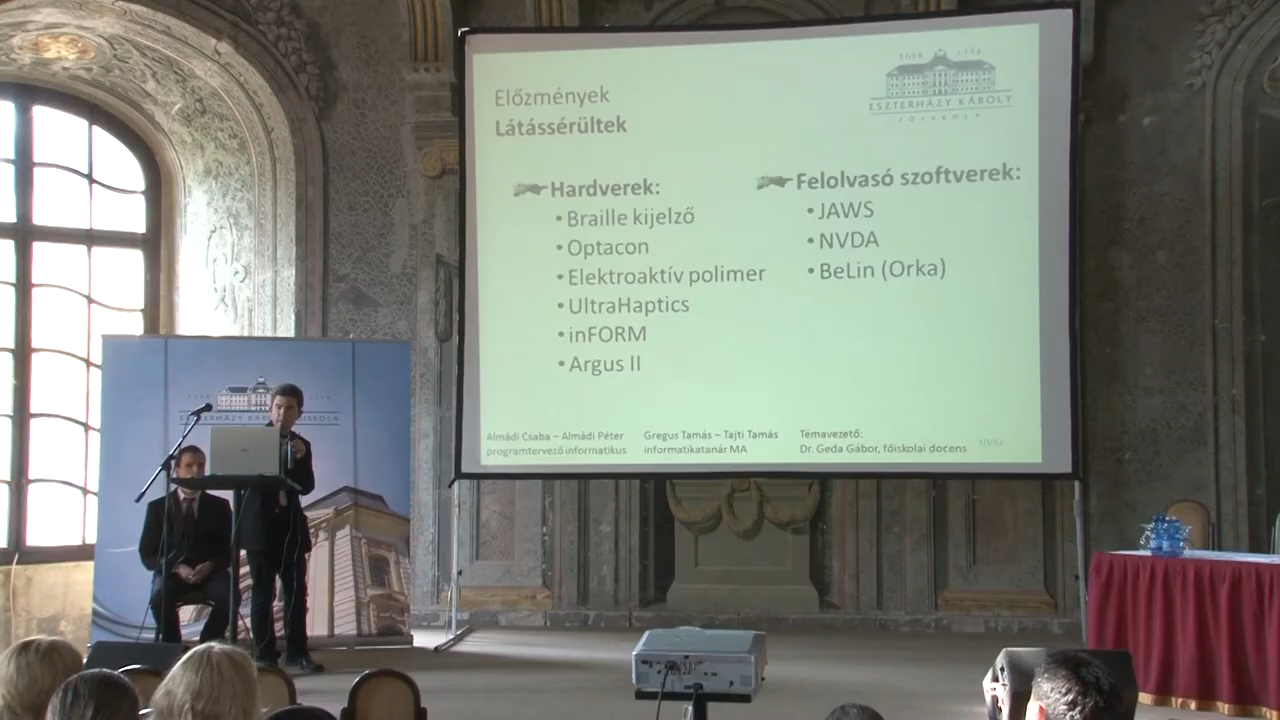 Előzmények
Látássérültek
EGER 1774
ESZTERHÁZY KÁROLY
FŐISKOLA
Hardverek:
• Braille kijelző
• Optacon
• Elektroaktív polimer
• UltraHaptics
• inFORM
• Argus II
Felolvasó szoftverek:
• JAWS
• NVDA
• BeLin (Orka)
Almádi Csaba – Almádi Péter
programtervező informatikus
Gregus Tamás – Tajti Tamás
informatikatanár MA
Témavezető:
Dr. Geda Gábor, főiskolai docens
10/32